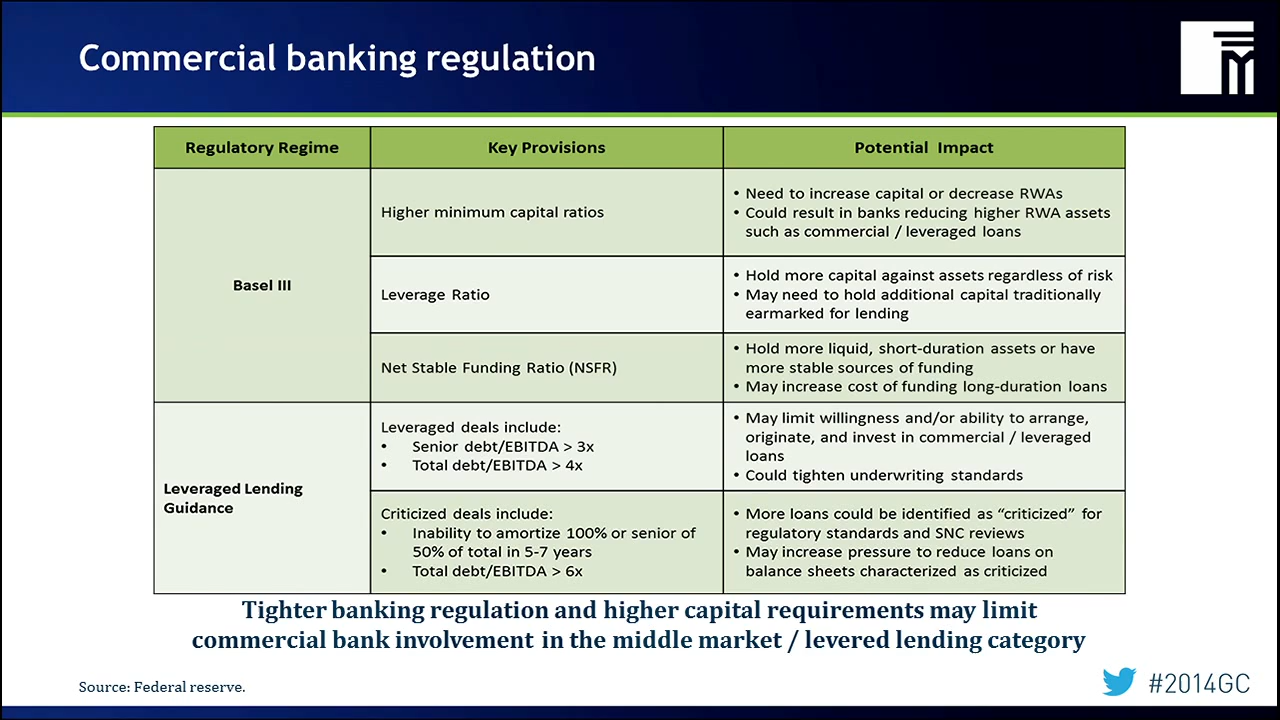 Commercial banking regulation
Regulatory Regime
Key Provisions
Potential Impact
Basel III
Higher minimum capital ratios
• Need to increase capital or decrease RWAs
• Could result in banks reducing higher RWA assets
such as commercial / leveraged loans
Leverage Ratio
• Hold more capital against assets regardless of risk
• May need to hold additional capital traditionally
earmarked for lending
Net Stable Funding Ratio (NSFR)
• Hold more liquid, short-duration assets or have
more stable sources of funding
• May increase cost of funding long-duration loans
Leveraged Lending
Guidance
Leveraged deals include:
• Senior debt/EBITDA > 3x
• Total debt/EBITDA > 4x
• May limit willingness and/or ability to arrange,
originate, and invest in commercial / leveraged
loans
• Could tighten underwriting standards
Criticized deals include:
• Inability to amortize 100% or senior of
50% of total in 5-7 years
• Total debt/EBITDA > 6x
• More loans could be identified as “criticized” for
regulatory standards and SNC reviews
• May increase pressure to reduce loans on
balance sheets characterized as criticized
Tighter banking regulation and higher capital requirements may limit
commercial bank involvement in the middle market / levered lending category
Source: Federal reserve.
#2014GC